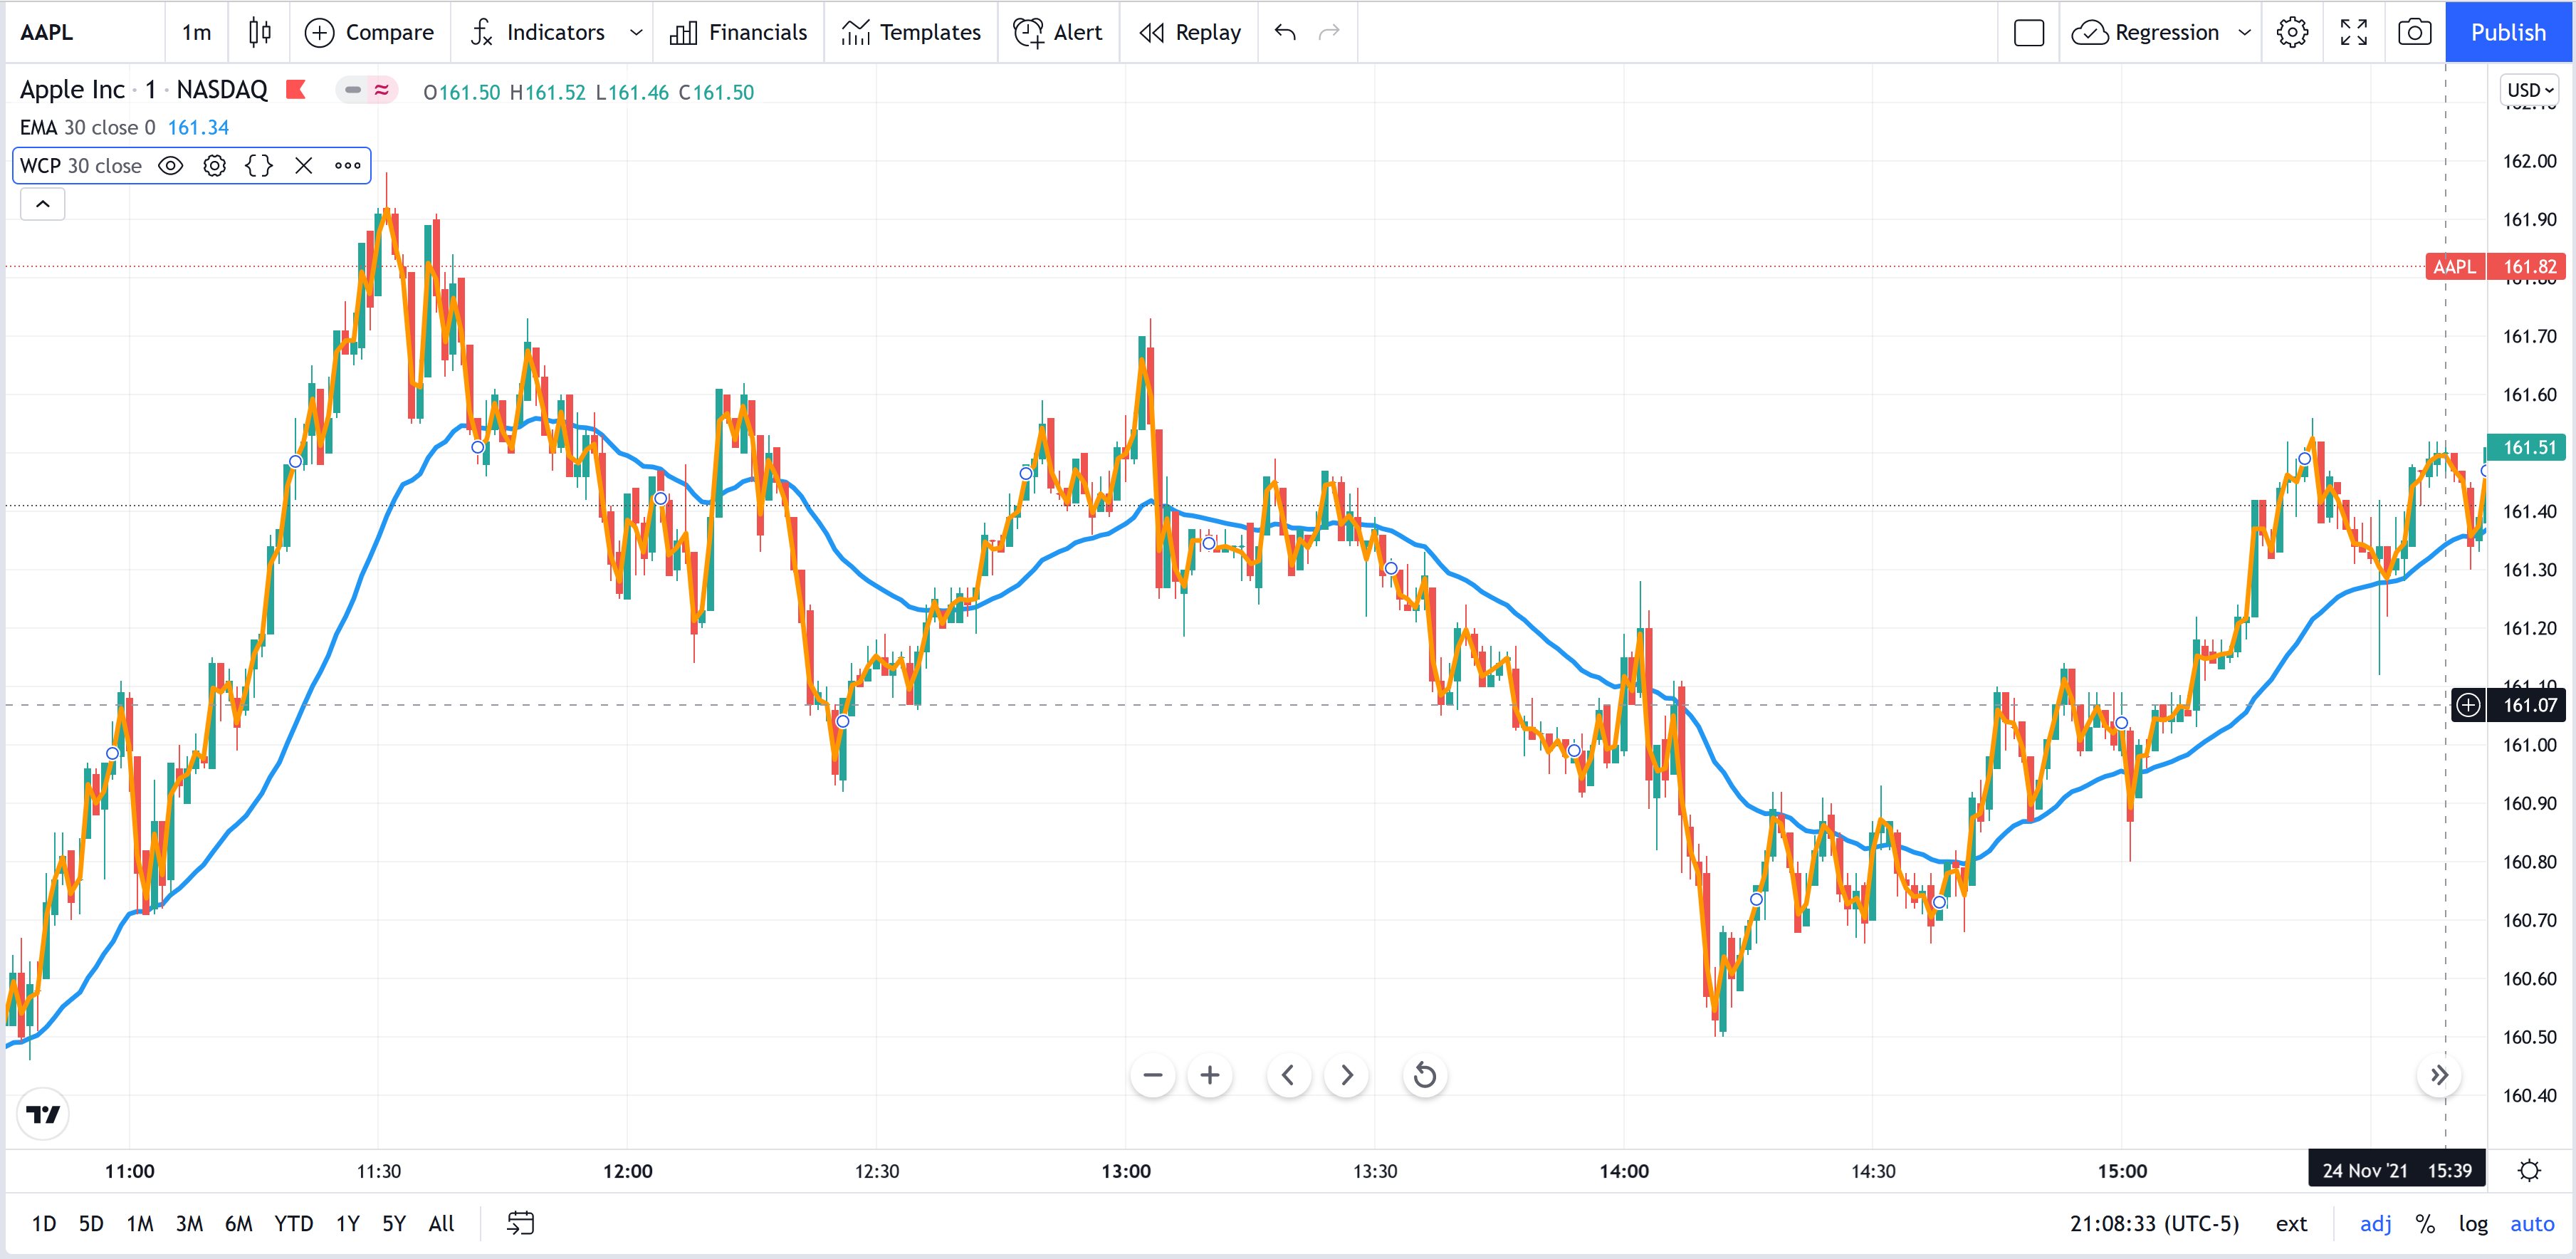 AAPL 1m Compare Indicators Financials Templates Alert Replay Regression Publish
Apple Inc · 1 · NASDAQ O161.50 H161.52 L161.46 C161.50
EMA 30 close 0 161.34
WCP 30 close
USD
162.00
161.90
AAPL 161.82
161.80
161.70
161.60
161.51
161.40
161.30
161.20
161.10
161.07
161.00
160.90
160.80
160.70
160.60
160.50
160.40
11:00 11:30 12:00 12:30 13:00 13:30 14:00 14:30 15:00 24 Nov '21 15:39
1D 5D 1M 3M 6M YTD 1Y 5Y All 21:08:33 (UTC-5) ext adj % log auto